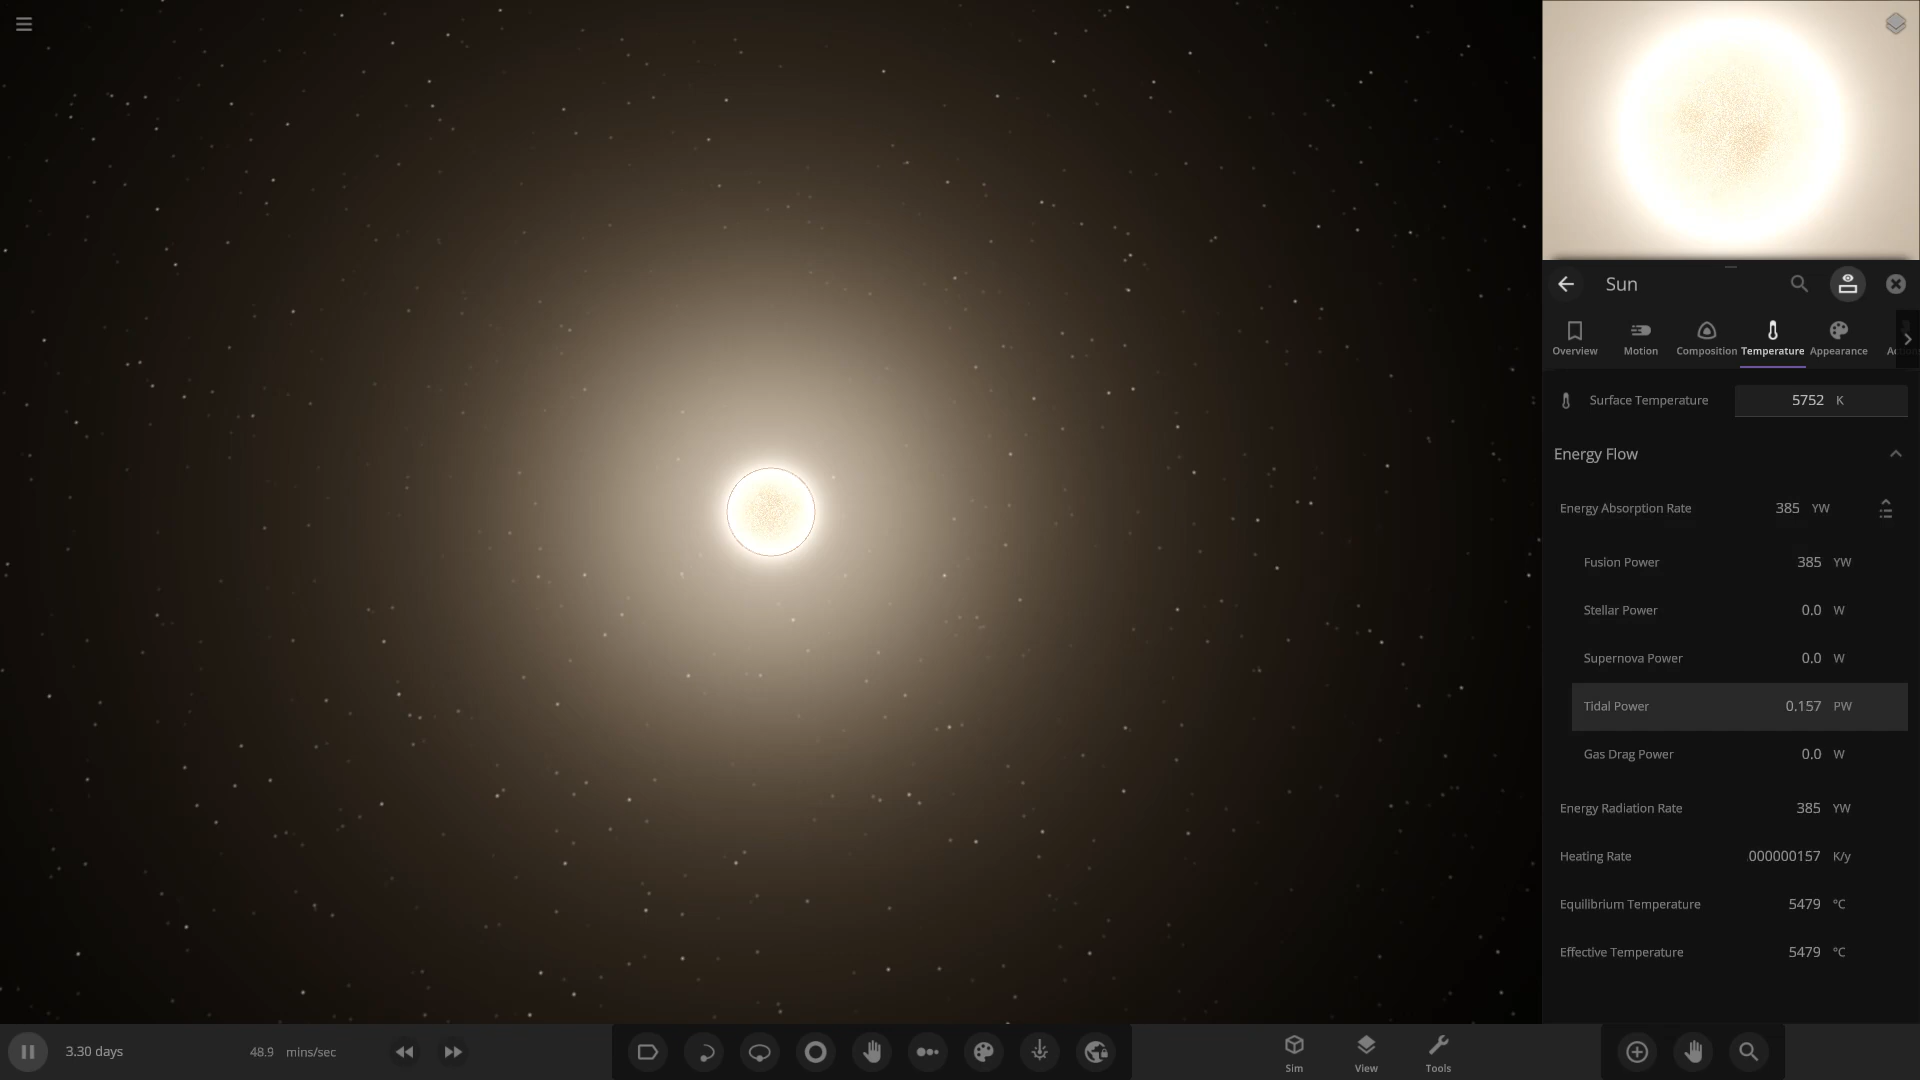 Sun
Overview
Motion
Composition
Temperature
Appearance
Surface Temperature 5752 K
Energy Flow
Energy Absorption Rate 385 YW
Fusion Power 385 YW
Stellar Power 0.0 W
Supernova Power 0.0 W
Tidal Power 0.157 PW
Gas Drag Power 0.0 W
Energy Radiation Rate 385 YW
Heating Rate 000000157 K/y
Equilibrium Temperature 5479 °C
Effective Temperature 5479 °C
3.30 days
48.9 mins/sec
Sim
View
Tools